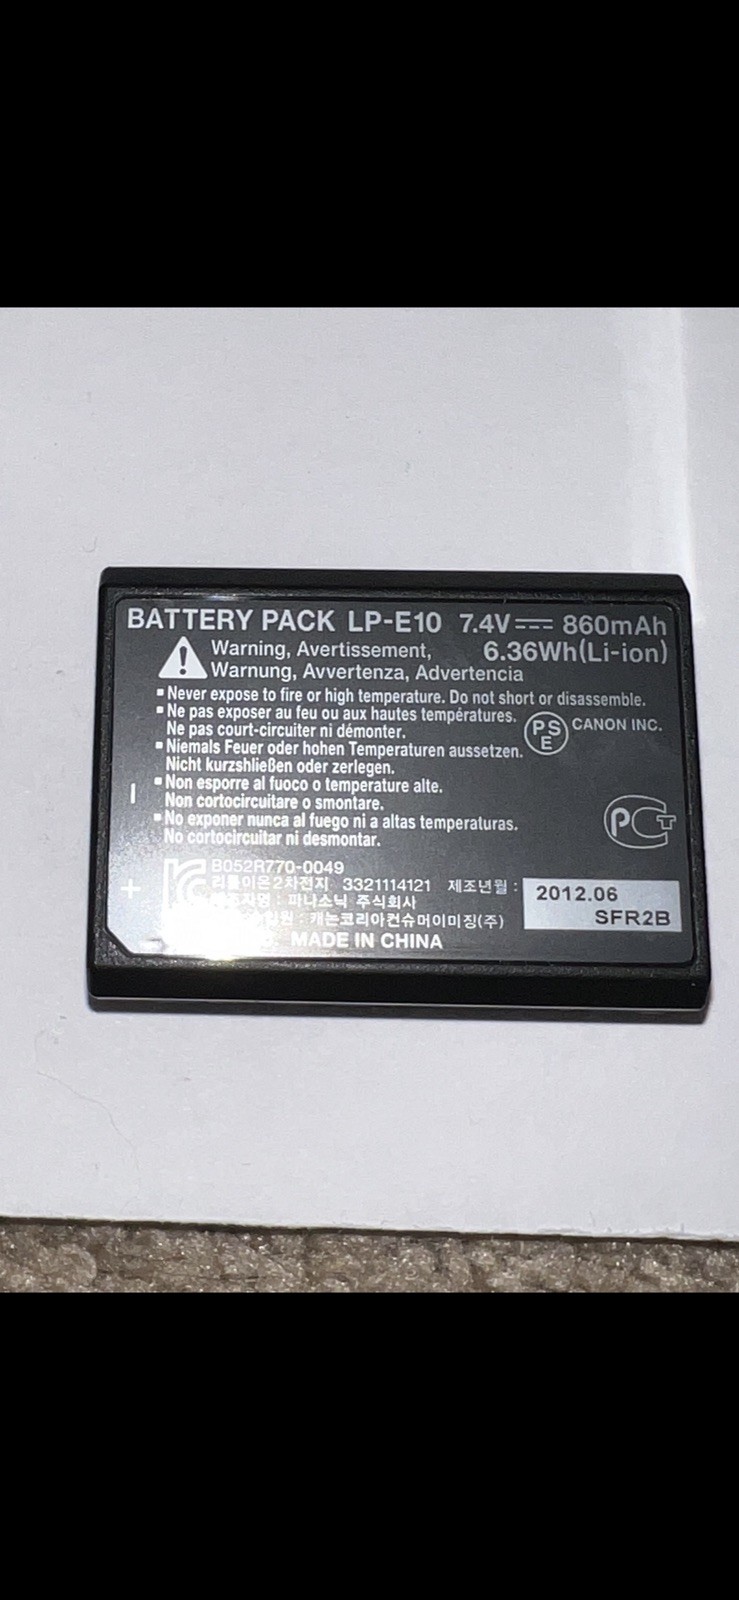 BATTERY PACK LP-E10 7.4V⎓ 860mAh
Warning, Avertissement, 6.36Wh(Li-ion)
Warnung, Avvertenza, Advertencia
▪ Never expose to fire or high temperature. Do not short or disassemble.
▪ Ne pas exposer au feu ou aux hautes températures.
Ne pas court-circuiter ni démonter.
PSE CANON INC.
▪ Niemals Feuer oder hohen Temperaturen aussetzen.
Nicht kurzshließen oder zerlegen.
▪ Non esporre al fuoco o temperature alte.
Non cortocircuitare o smontare.
▪ No exponer nunca al fuego ni a altas temperaturas.
No cortocircuitar ni desmontar.
−
PCT
B052R770-0049
+ 리튬이온2차전지 3321114121 제조년월 : 2012.06
: 파나소닉 주식회사
: 캐논코리아컨슈머이미징(주) SFR2B
MADE IN CHINA